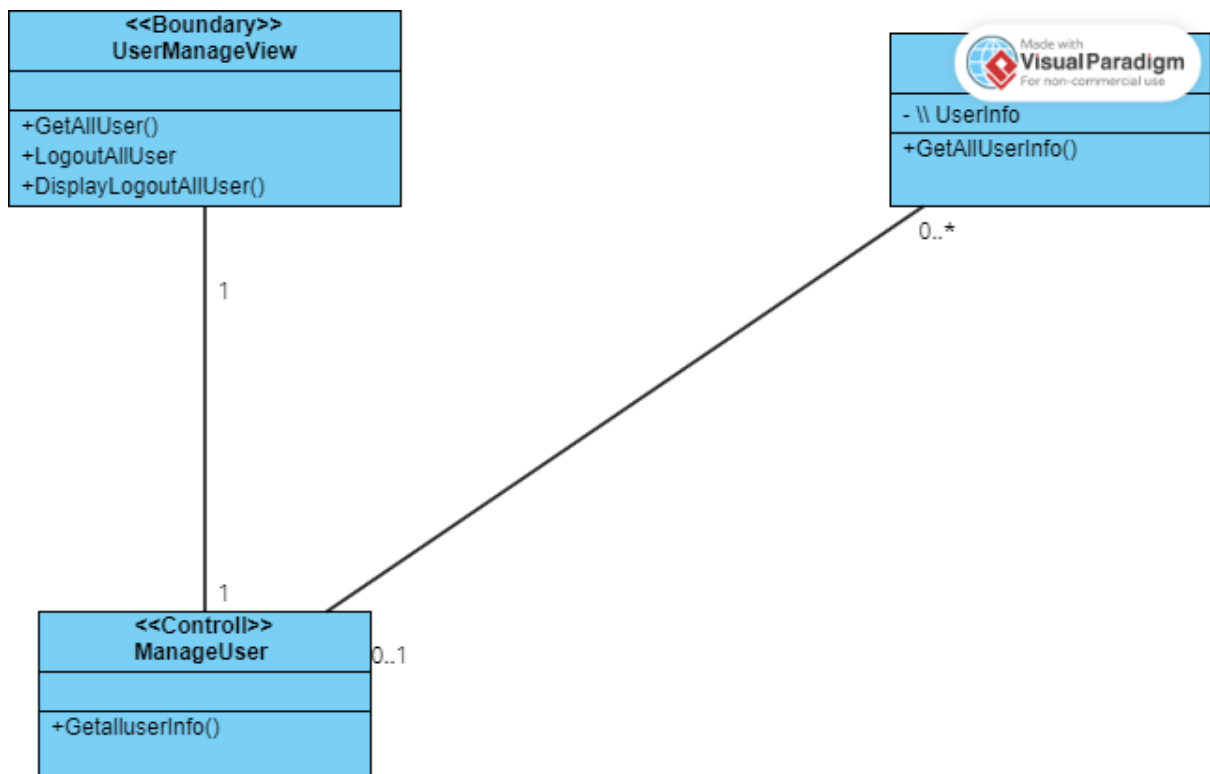 <<Boundary>>
UserManageView
+GetAllUser()
+LogoutAllUser
+DisplayLogoutAllUser()
Made with
Visual Paradigm
For non-commercial use
- \\ UserInfo
+GetAllUserInfo()
0..*
1
1
<<Controll>>
ManageUser
0..1
+GetalluserInfo()